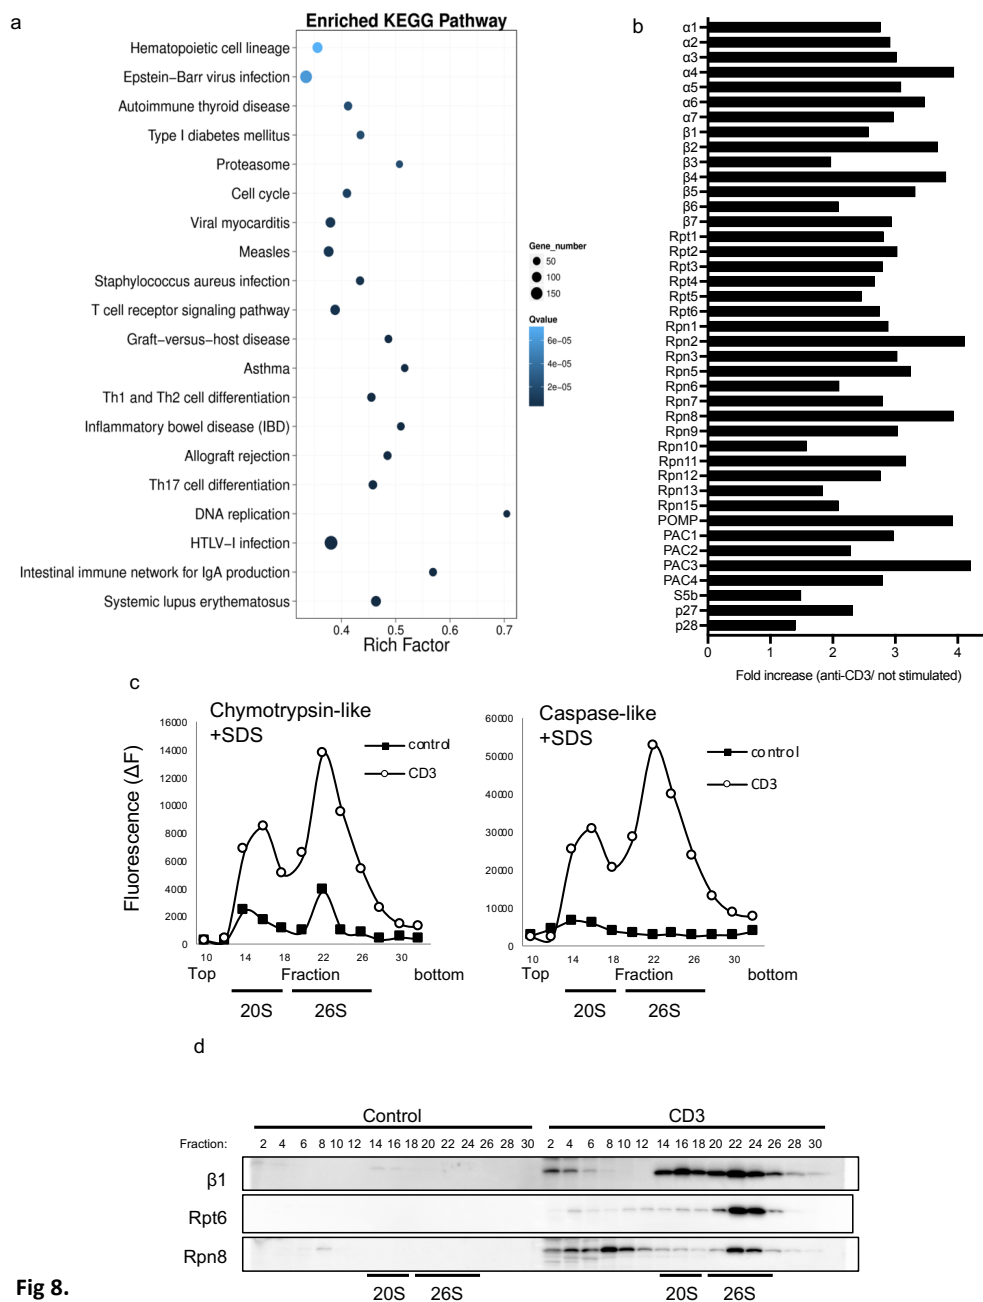 a
Enriched KEGG Pathway
Hematopoietic cell lineage
Epstein−Barr virus infection
Autoimmune thyroid disease
Type I diabetes mellitus
Proteasome
Cell cycle
Viral myocarditis
Measles
Staphylococcus aureus infection
T cell receptor signaling pathway
Graft−versus−host disease
Asthma
Th1 and Th2 cell differentiation
Inflammatory bowel disease (IBD)
Allograft rejection
Th17 cell differentiation
DNA replication
HTLV−I infection
Intestinal immune network for IgA production
Systemic lupus erythematosus
0.4 0.5 0.6 0.7
Rich Factor
Gene_number
50
100
150
Qvalue
6e−05
4e−05
2e−05
b
α1
α2
α3
α4
α5
α6
α7
β1
β2
β3
β4
β5
β6
β7
Rpt1
Rpt2
Rpt3
Rpt4
Rpt5
Rpt6
Rpn1
Rpn2
Rpn3
Rpn5
Rpn6
Rpn7
Rpn8
Rpn9
Rpn10
Rpn11
Rpn12
Rpn13
Rpn15
POMP
PAC1
PAC2
PAC3
PAC4
S5b
p27
p28
0 1 2 3 4
Fold increase (anti-CD3/ not stimulated)
c
Chymotrypsin-like
+SDS
control
CD3
Fluorescence (ΔF)
16000
14000
12000
10000
8000
6000
4000
2000
0
10 14 18 22 26 30
Top Fraction bottom
20S 26S
Caspase-like
+SDS
control
CD3
60000
50000
40000
30000
20000
10000
0
10 14 18 22 26 30
Top Fraction bottom
20S 26S
d
Control CD3
Fraction: 2 4 6 8 10 12 14 16 18 20 22 24 26 28 30 2 4 6 8 10 12 14 16 18 20 22 24 26 28 30
β1
Rpt6
Rpn8
20S 26S 20S 26S
Fig 8.